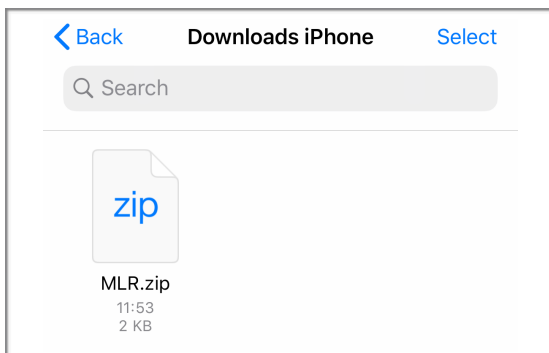 Back
Downloads iPhone
Select
Search
zip
MLR.zip
11:53
2 KB